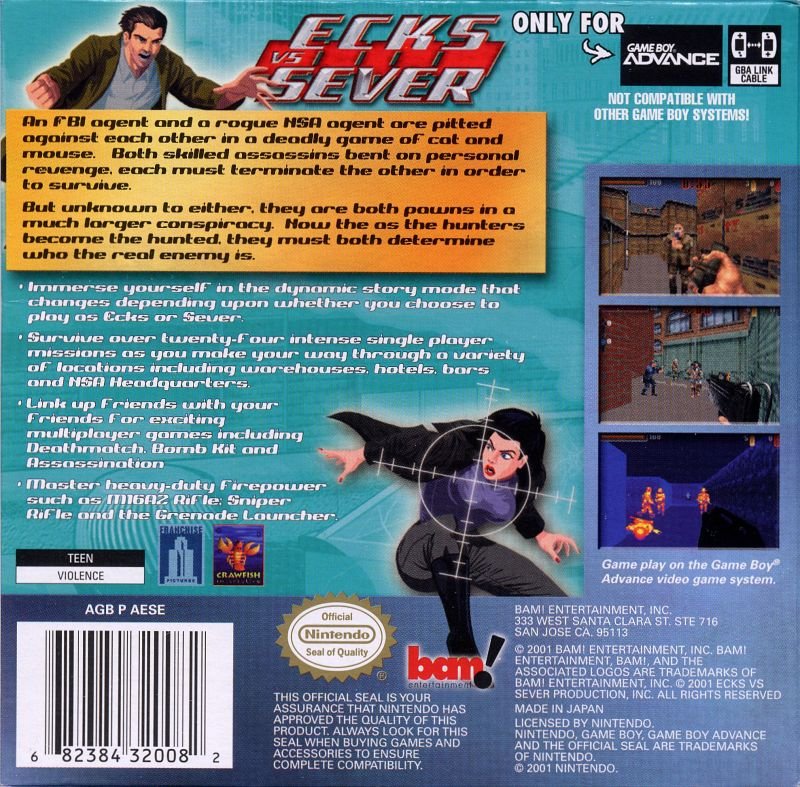 ECKS
VS
SEVER
ONLY FOR
GAME BOY
ADVANCE
GBA LINK
CABLE
NOT COMPATIBLE WITH
OTHER GAME BOY SYSTEMS!
An FBI agent and a rogue NSA agent are pitted
against each other in a deadly game of cat and
mouse. Both skilled assassins bent on personal
revenge, each must terminate the other in order
to survive.
But unknown to either, they are both pawns in a
much larger conspiracy. Now the as the hunters
become the hunted, they must both determine
who the real enemy is.
• Immerse yourself in the dynamic story mode that
changes depending upon whether you choose to
play as Ecks or Sever.
• Survive over twenty-four intense single player
missions as you make your way through a variety
of locations including warehouses, hotels, bars
and NSA Headquarters.
• Link up friends with your
friends for exciting
multiplayer games including
Deathmatch, Bomb Kit and
Assassination
• Master heavy-duty firepower
such as M16A2 Rifle; Sniper
Rifle and the Grenade Launcher.
Game play on the Game Boy®
Advance video game system.
TEEN
VIOLENCE
FRANCHISE
PICTURES
CRAWFISH
INTERACTIVE
AGB P AESE
6 82384 32008 2
Official
Nintendo
Seal of Quality
®
THIS OFFICIAL SEAL IS YOUR
ASSURANCE THAT NINTENDO HAS
APPROVED THE QUALITY OF THIS
PRODUCT. ALWAYS LOOK FOR THIS
SEAL WHEN BUYING GAMES AND
ACCESSORIES TO ENSURE
COMPLETE COMPATIBILITY.
bam!
entertainment
BAM! ENTERTAINMENT, INC.
333 WEST SANTA CLARA ST. STE 716
SAN JOSE CA. 95113
© 2001 BAM! ENTERTAINMENT, INC. BAM!
ENTERTAINMENT, BAM!, AND THE
ASSOCIATED LOGOS ARE TRADEMARKS OF
BAM! ENTERTAINMENT, INC. © 2001 ECKS VS
SEVER PRODUCTION, INC. ALL RIGHTS RESERVED
MADE IN JAPAN
LICENSED BY NINTENDO.
NINTENDO, GAME BOY, GAME BOY ADVANCE
AND THE OFFICIAL SEAL ARE TRADEMARKS
OF NINTENDO.
© 2001 NINTENDO.